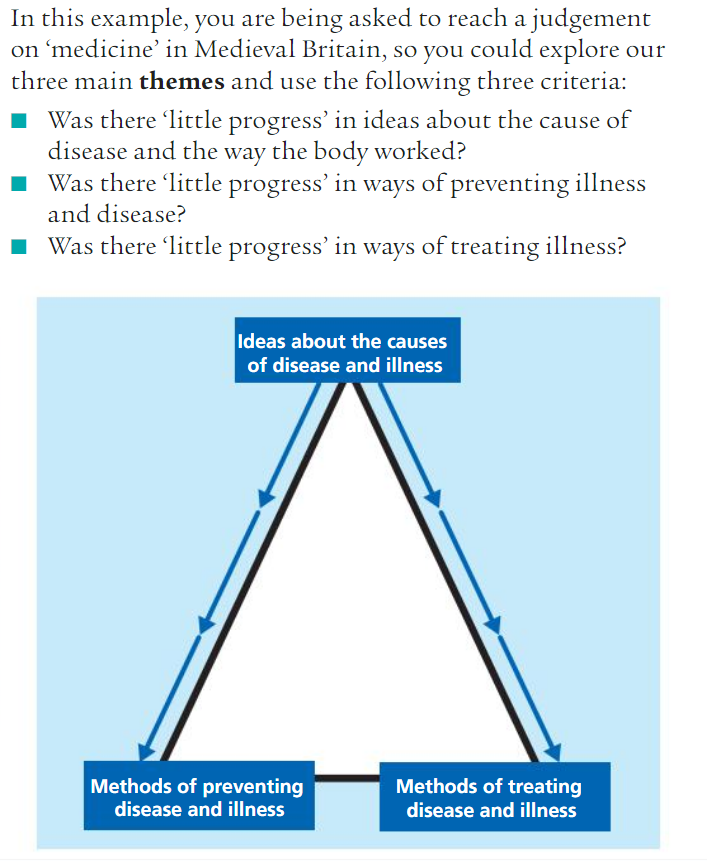 In this example, you are being asked to reach a judgement
on ‘medicine’ in Medieval Britain, so you could explore our
three main themes and use the following three criteria:
■ Was there ‘little progress’ in ideas about the cause of
disease and the way the body worked?
■ Was there ‘little progress’ in ways of preventing illness
and disease?
■ Was there ‘little progress’ in ways of treating illness?
Ideas about the causes
of disease and illness
Methods of preventing
disease and illness
Methods of treating
disease and illness